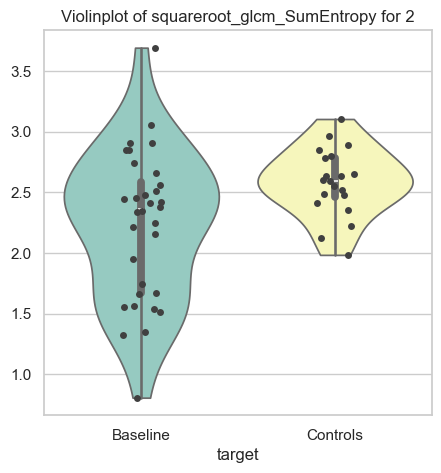 Violinplot of squareroot_glcm_SumEntropy for 2
3.5
3.0
2.5
2.0
1.5
1.0
Baseline
Controls
target